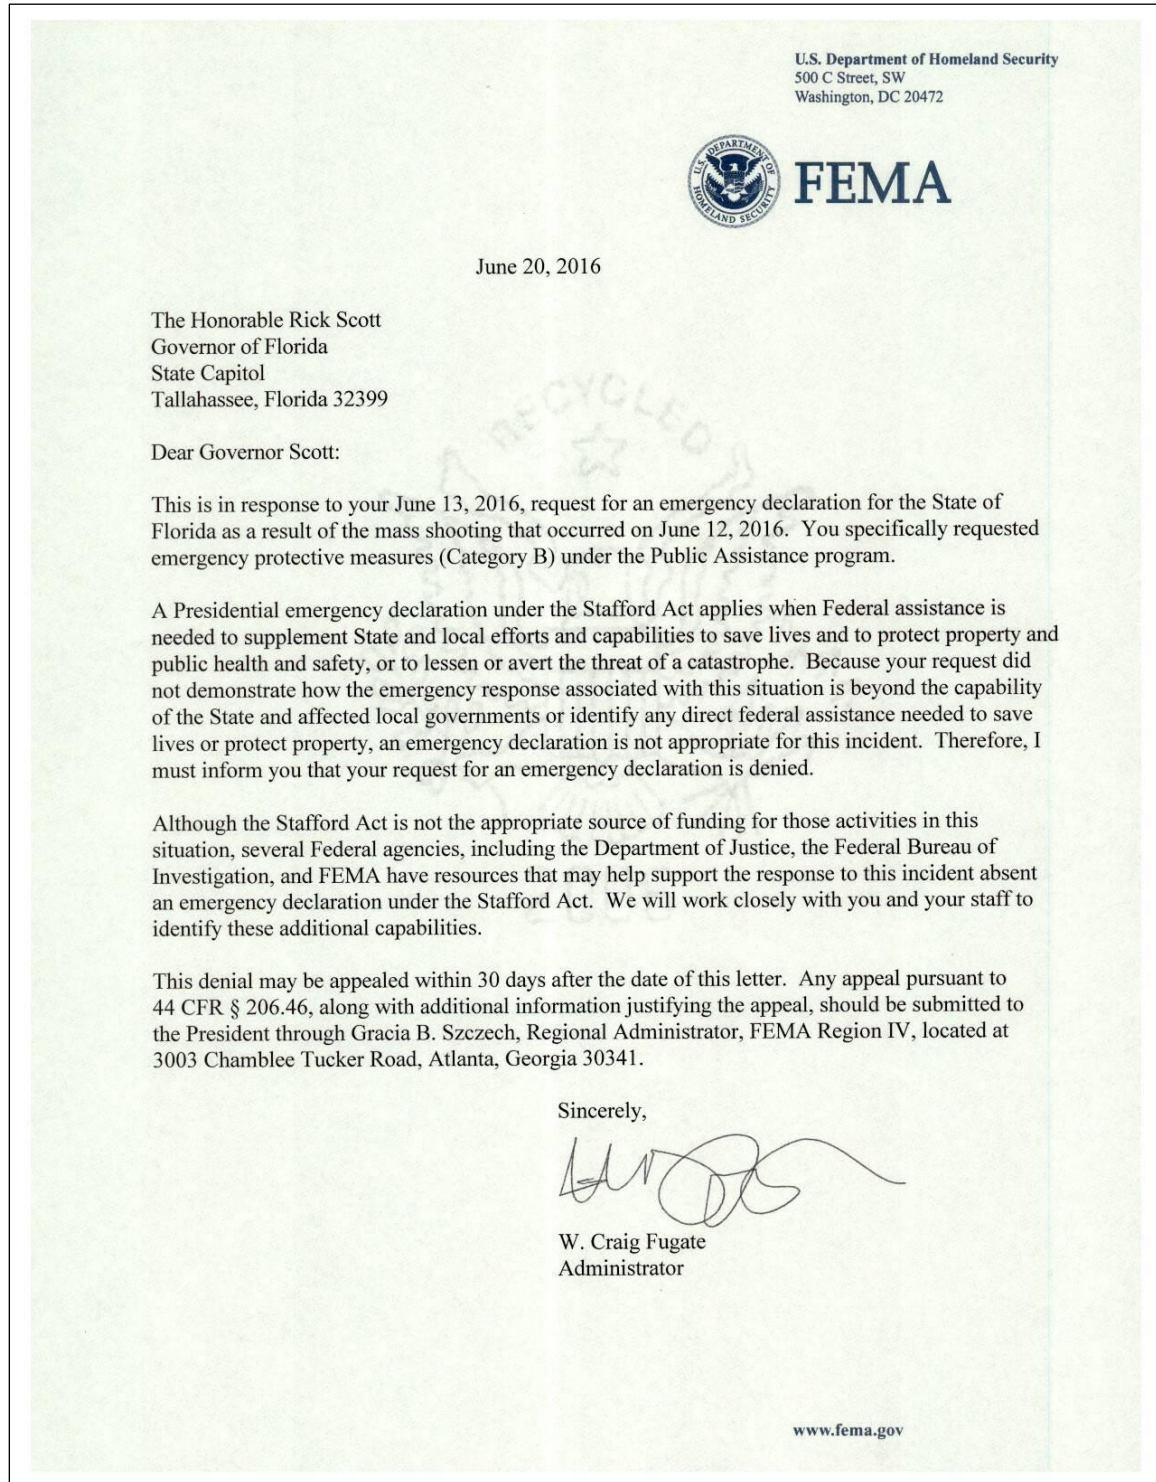 U.S. Department of Homeland Security
500 C Street, SW
Washington, DC 20472
U.S. DEPARTMENT OF
HOMELAND SECURITY
FEMA
June 20, 2016
The Honorable Rick Scott
Governor of Florida
State Capitol
Tallahassee, Florida 32399
RECYCLED
Dear Governor Scott:
This is in response to your June 13, 2016, request for an emergency declaration for the State of
Florida as a result of the mass shooting that occurred on June 12, 2016. You specifically requested
emergency protective measures (Category B) under the Public Assistance program.
A Presidential emergency declaration under the Stafford Act applies when Federal assistance is
needed to supplement State and local efforts and capabilities to save lives and to protect property and
public health and safety, or to lessen or avert the threat of a catastrophe. Because your request did
not demonstrate how the emergency response associated with this situation is beyond the capability
of the State and affected local governments or identify any direct federal assistance needed to save
lives or protect property, an emergency declaration is not appropriate for this incident. Therefore, I
must inform you that your request for an emergency declaration is denied.
Although the Stafford Act is not the appropriate source of funding for those activities in this
situation, several Federal agencies, including the Department of Justice, the Federal Bureau of
Investigation, and FEMA have resources that may help support the response to this incident absent
an emergency declaration under the Stafford Act. We will work closely with you and your staff to
identify these additional capabilities.
This denial may be appealed within 30 days after the date of this letter. Any appeal pursuant to
44 CFR § 206.46, along with additional information justifying the appeal, should be submitted to
the President through Gracia B. Szczech, Regional Administrator, FEMA Region IV, located at
3003 Chamblee Tucker Road, Atlanta, Georgia 30341.
Sincerely,
W. Craig Fugate
Administrator
www.fema.gov